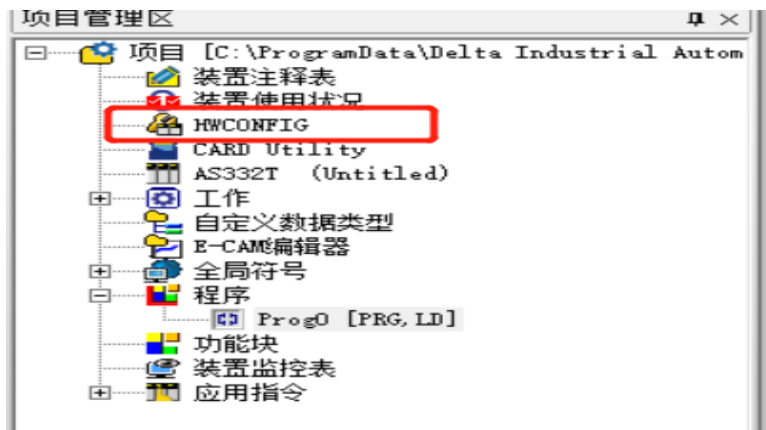 项目管理区
项目 [C:\ProgramData\Delta Industrial Autom
装置注释表
装置使用状况
HWCONFIG
CARD Utility
AS332T (Untitled)
工作
自定义数据类型
E-CAM编辑器
全局符号
程序
Prog0 [PRG,LD]
功能块
装置监控表
应用指令